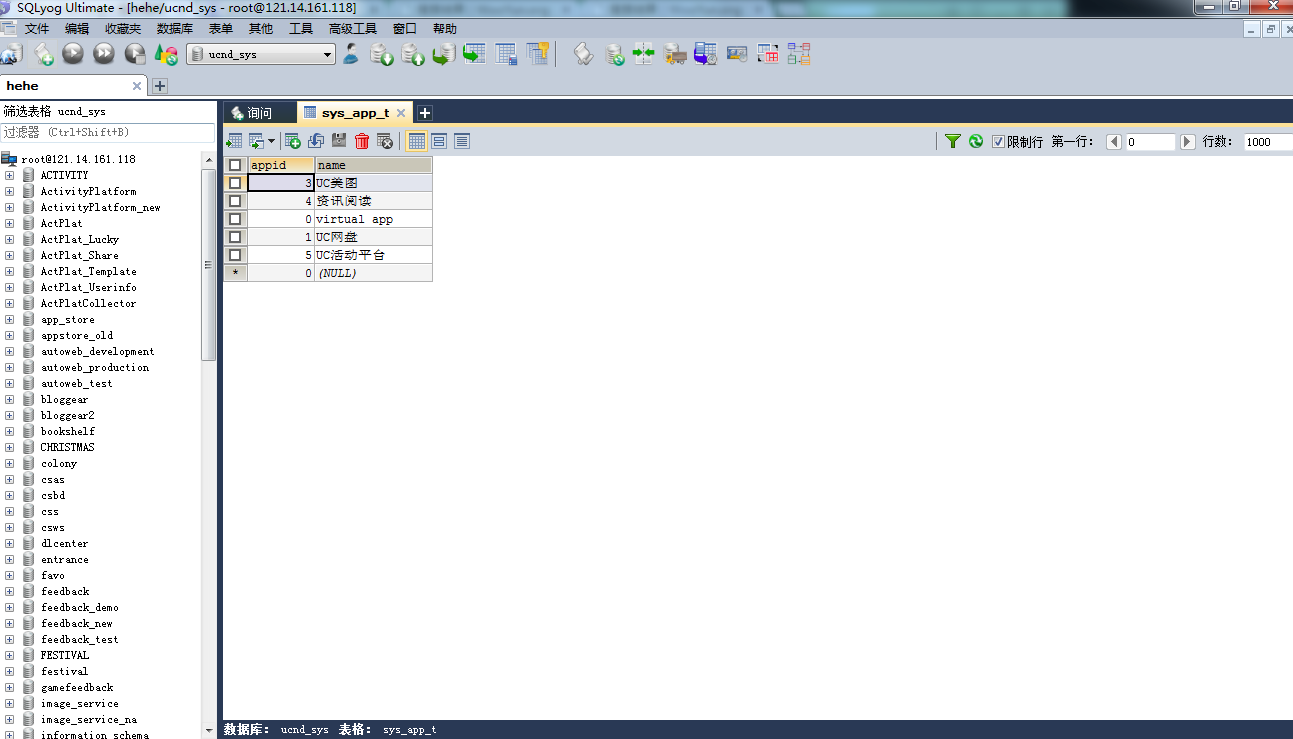 SQLyog Ultimate - [hehe/ucnd_sys - root@121.14.161.118]
文件 编辑 收藏夹 数据库 表单 其他 工具 高级工具 窗口 帮助
ucnd_sys
hehe
筛选表格 ucnd_sys
过滤器 (Ctrl+Shift+B)
root@121.14.161.118
ACTIVITY
ActivityPlatform
ActivityPlatform_new
ActPlat
ActPlat_Lucky
ActPlat_Share
ActPlat_Template
ActPlat_Userinfo
ActPlatCollector
app_store
appstore_old
autoweb_development
autoweb_production
autoweb_test
bloggear
bloggear2
bookshelf
CHRISTMAS
colony
csas
csbd
css
csws
dlcenter
entrance
favo
feedback
feedback_demo
feedback_new
feedback_test
FESTIVAL
festival
gamefeedback
image_service
image_service_na
information_schema
询问 sys_app_t
限制行 第一行: 0 行数: 1000
appid name
3 UC美图
4 资讯阅读
0 virtual app
1 UC网盘
5 UC活动平台
* 0 (NULL)
数据库: ucnd_sys 表格: sys_app_t